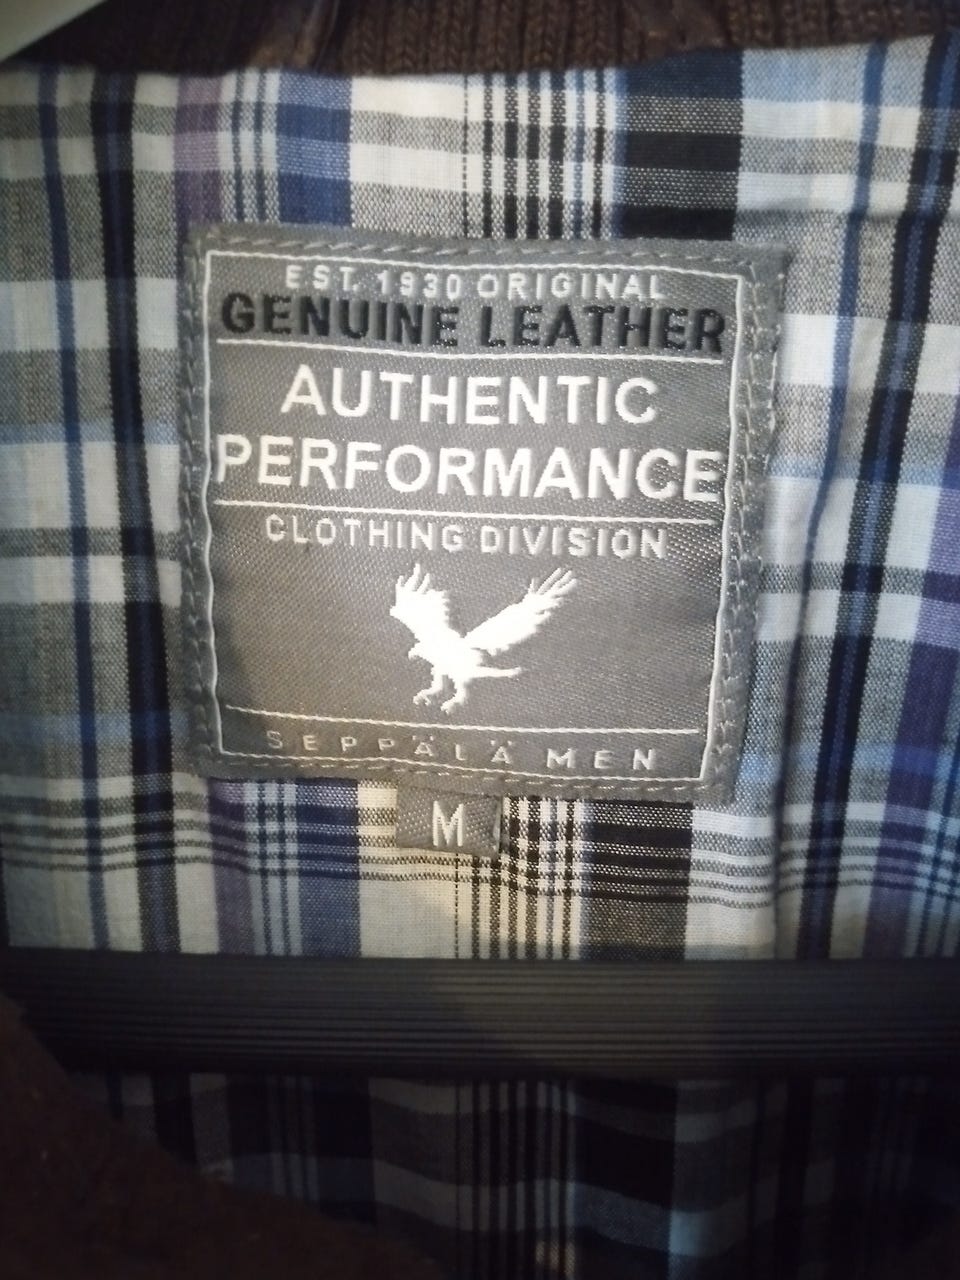 EST. 1930 ORIGINAL
GENUINE LEATHER
AUTHENTIC
PERFORMANCE
CLOTHING DIVISION
SEPPÄLÄ MEN
M